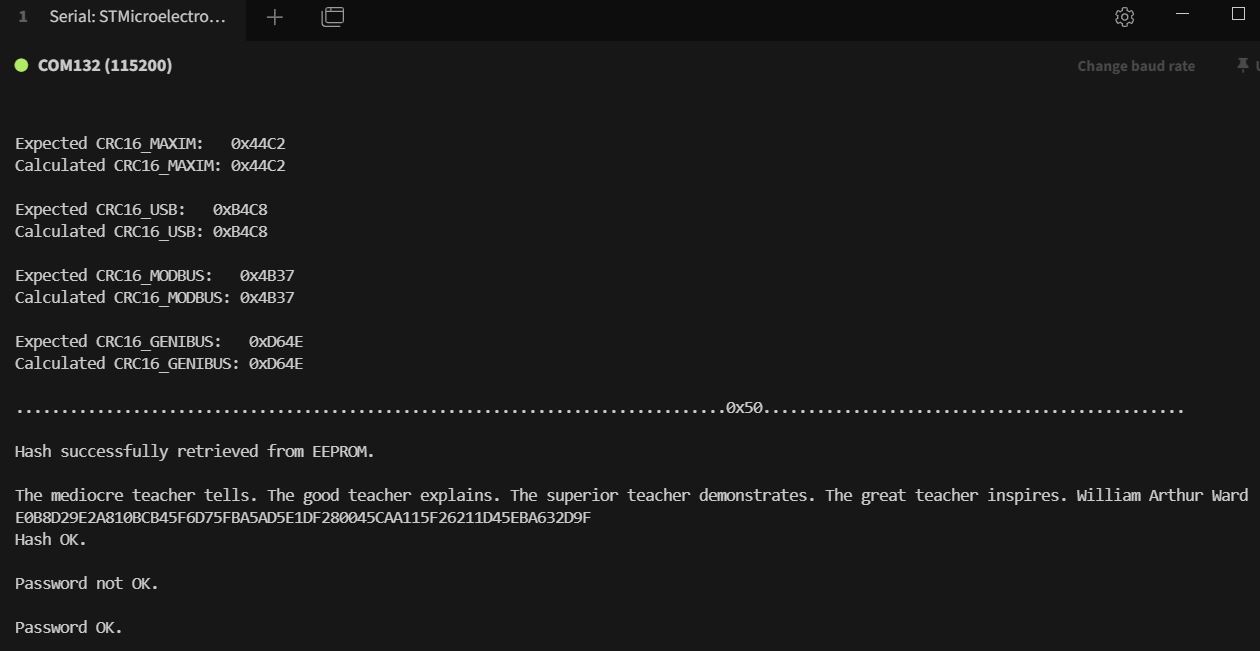 1 Serial: STMicroelectro...
COM132 (115200)
Change baud rate
Expected CRC16_MAXIM:   0x44C2
Calculated CRC16_MAXIM: 0x44C2
Expected CRC16_USB:   0xB4C8
Calculated CRC16_USB: 0xB4C8
Expected CRC16_MODBUS:   0x4B37
Calculated CRC16_MODBUS: 0x4B37
Expected CRC16_GENIBUS:   0xD64E
Calculated CRC16_GENIBUS: 0xD64E
...............................................................................0x50...............................................
Hash successfully retrieved from EEPROM.
The mediocre teacher tells. The good teacher explains. The superior teacher demonstrates. The great teacher inspires. William Arthur Ward
E0B8D29E2A810BCB45F6D75FBA5AD5E1DF280045CAA115F26211D45EBA632D9F
Hash OK.
Password not OK.
Password OK.